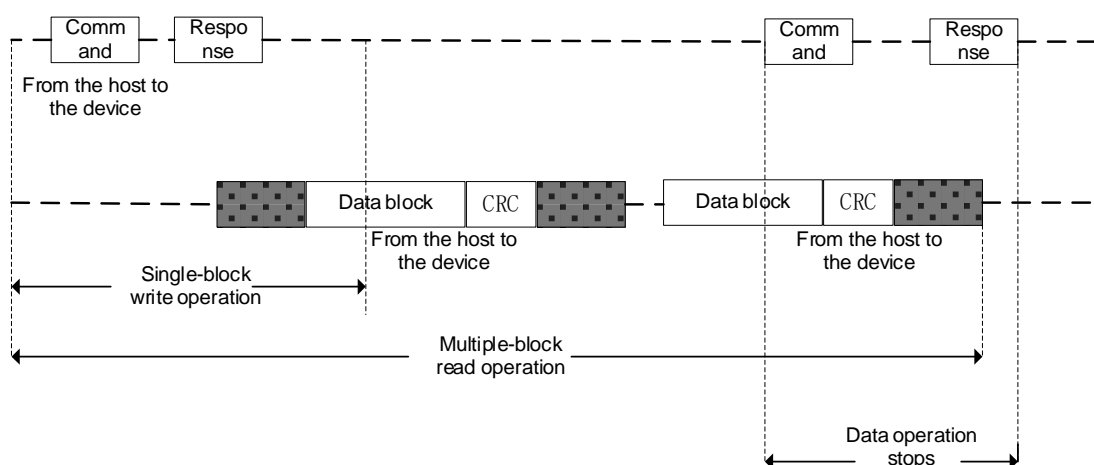 Comm
and
Respo
nse
Comm
and
Respo
nse
From the host to
the device
Data block
CRC
Data block
CRC
From the host to
the device
From the host to
the device
Single-block
write operation
Multiple-block
read operation
Data operation
stops